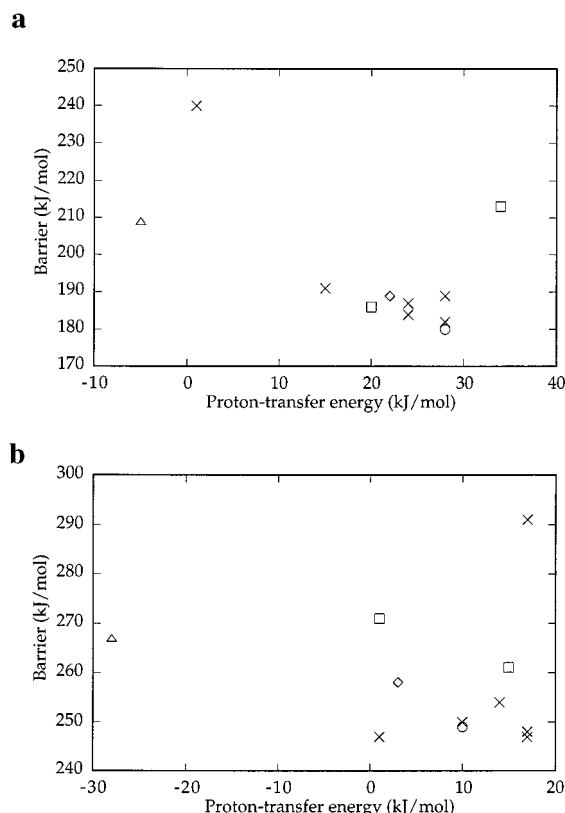 a
250
240
230
220
210
200
190
180
170
Barrier (kJ/mol)
-10 0 10 20 30 40
Proton-transfer energy (kJ/mol)
b
300
290
280
270
260
250
240
Barrier (kJ/mol)
-30 -20 -10 0 10 20
Proton-transfer energy (kJ/mol)